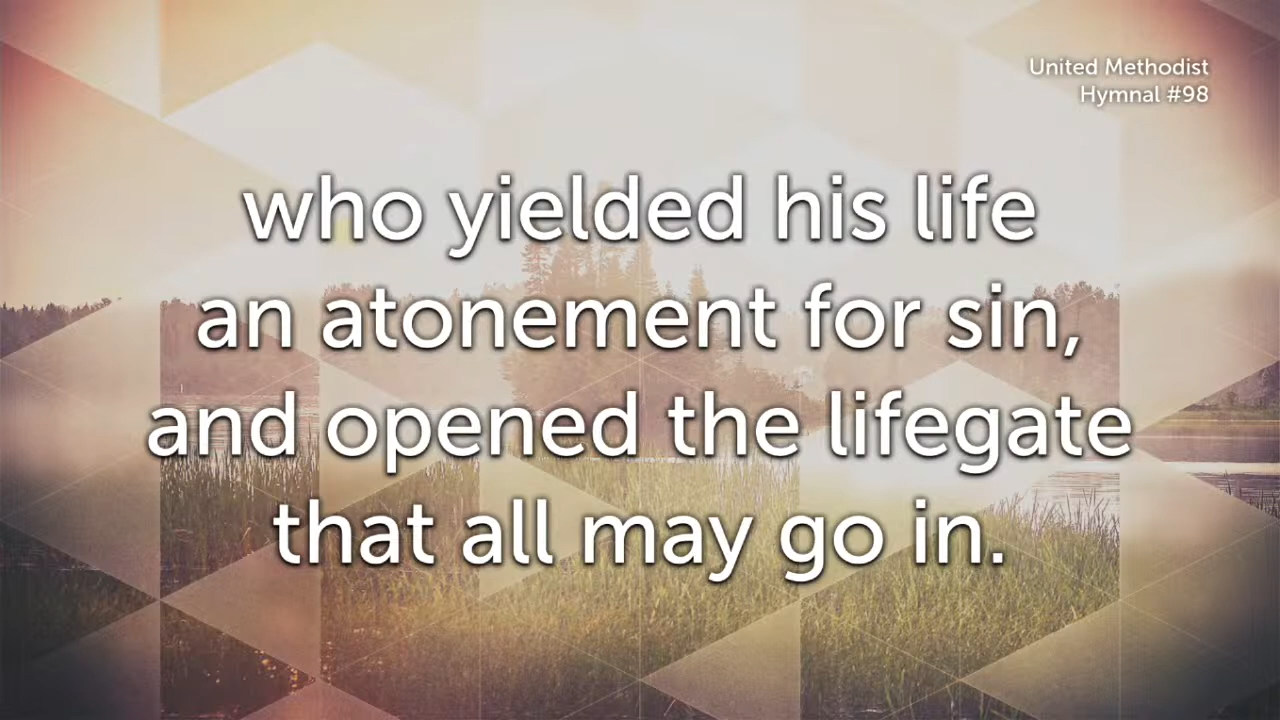 United Methodist
Hymnal #98
who yielded his life
an atonement for sin,
and opened the lifegate
that all may go in.